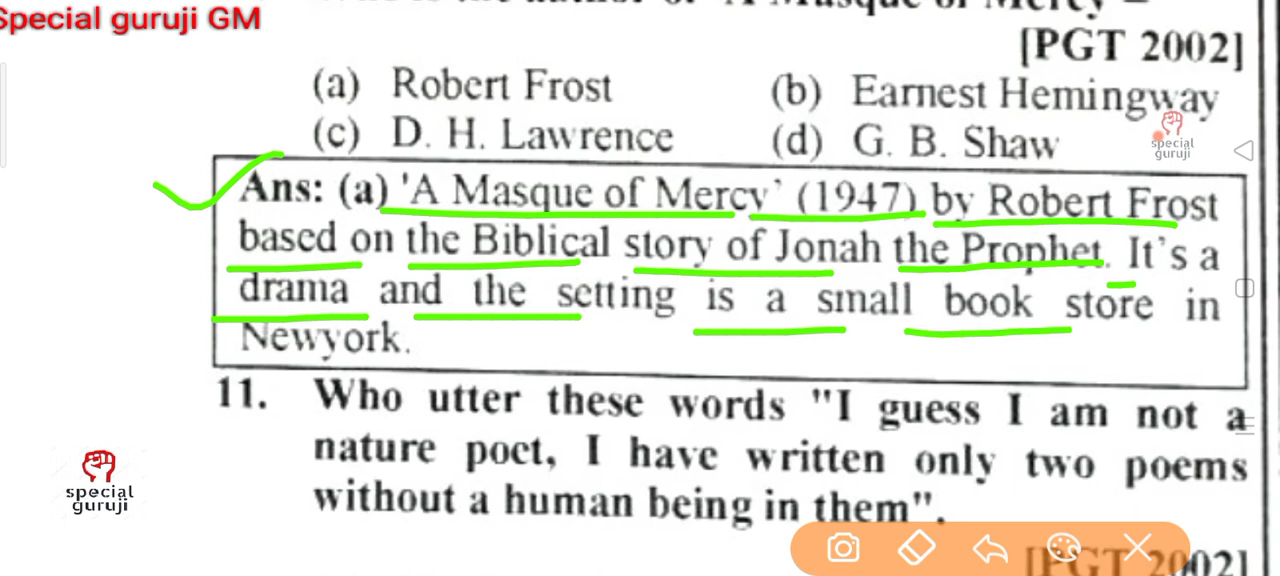 Special guruji GM
[PGT 2002]
(a) Robert Frost (b) Earnest Hemingway
(c) D. H. Lawrence (d) G. B. Shaw
special
guruji
Ans: (a) 'A Masque of Mercy' (1947) by Robert Frost
based on the Biblical story of Jonah the Prophet. It's a
drama and the setting is a small book store in
Newyork.
11. Who utter these words "I guess I am not a
nature poet, I have written only two poems
without a human being in them".
special
guruji
[PGT 2002]